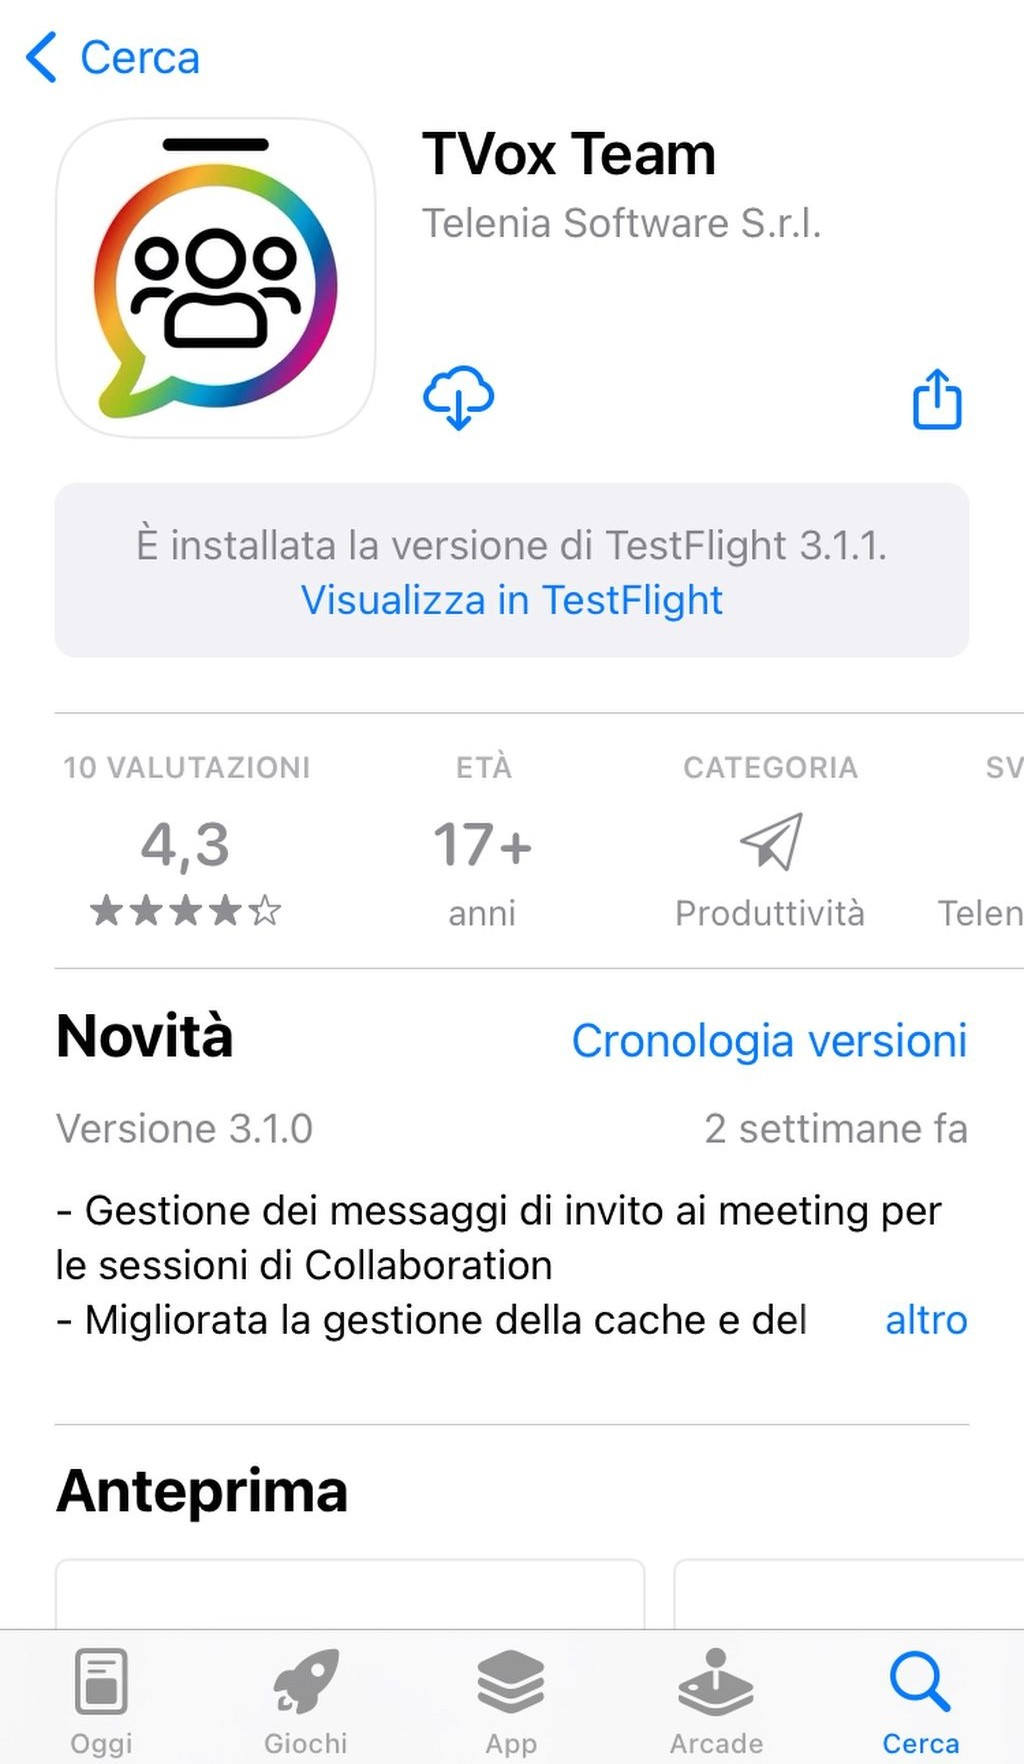 Cerca
TVox Team
Telenia Software S.r.l.
È installata la versione di TestFlight 3.1.1.
Visualizza in TestFlight
10 VALUTAZIONI
4,3
ETÀ
17+
anni
CATEGORIA
Produttività
SV
Telen
Novità
Cronologia versioni
Versione 3.1.0
2 settimane fa
- Gestione dei messaggi di invito ai meeting per
le sessioni di Collaboration
- Migliorata la gestione della cache e del
altro
Anteprima
Oggi
Giochi
App
Arcade
Cerca